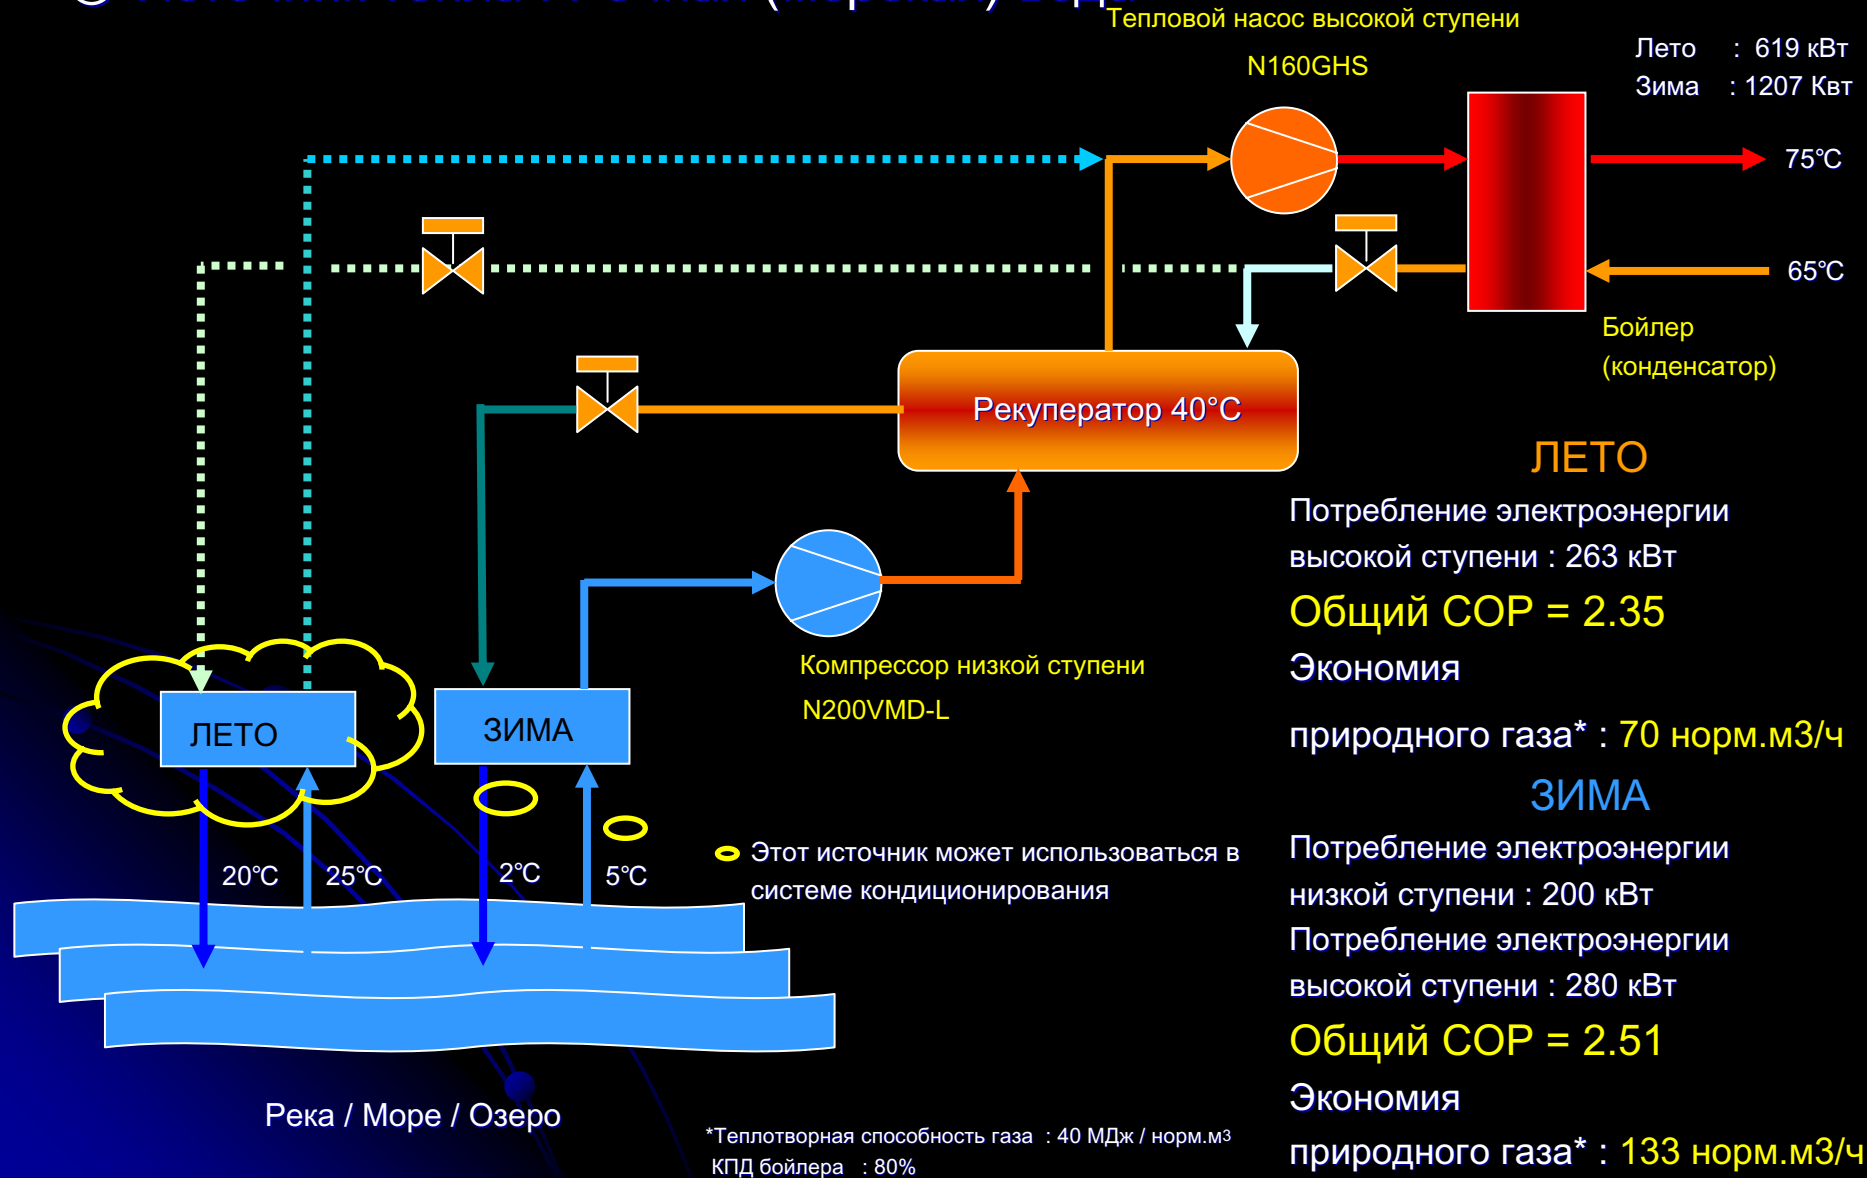 Тепловой насос высокой ступени
N160GHS
Лето : 619 кВт
Зима : 1207 Квт
75°C
65°C
Бойлер
(конденсатор)
Рекуператор 40°C
Компрессор низкой ступени
N200VMD-L
ЛЕТО
ЗИМА
20°C
25°C
2°C
5°C
Этот источник может использоваться в
системе кондиционирования
Река / Море / Озеро
*Теплотворная способность газа : 40 МДж / норм.м3
КПД бойлера : 80%
ЛЕТО
Потребление электроэнергии
высокой ступени : 263 кВт
Общий COP = 2.35
Экономия
природного газа* : 70 норм.м3/ч
ЗИМА
Потребление электроэнергии
низкой ступени : 200 кВт
Потребление электроэнергии
высокой ступени : 280 кВт
Общий COP = 2.51
Экономия
природного газа* : 133 норм.м3/ч